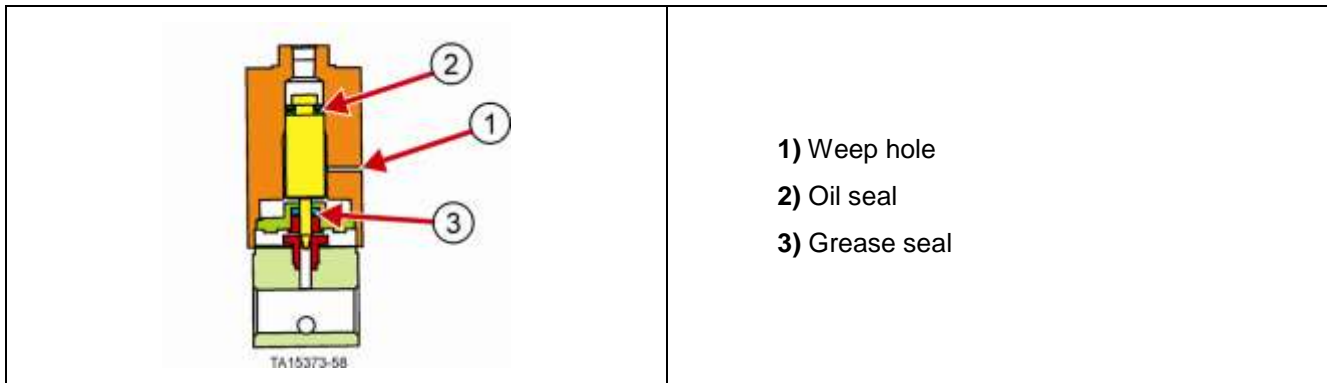 2
1
3
TA15373-58
1) Weep hole
2) Oil seal
3) Grease seal